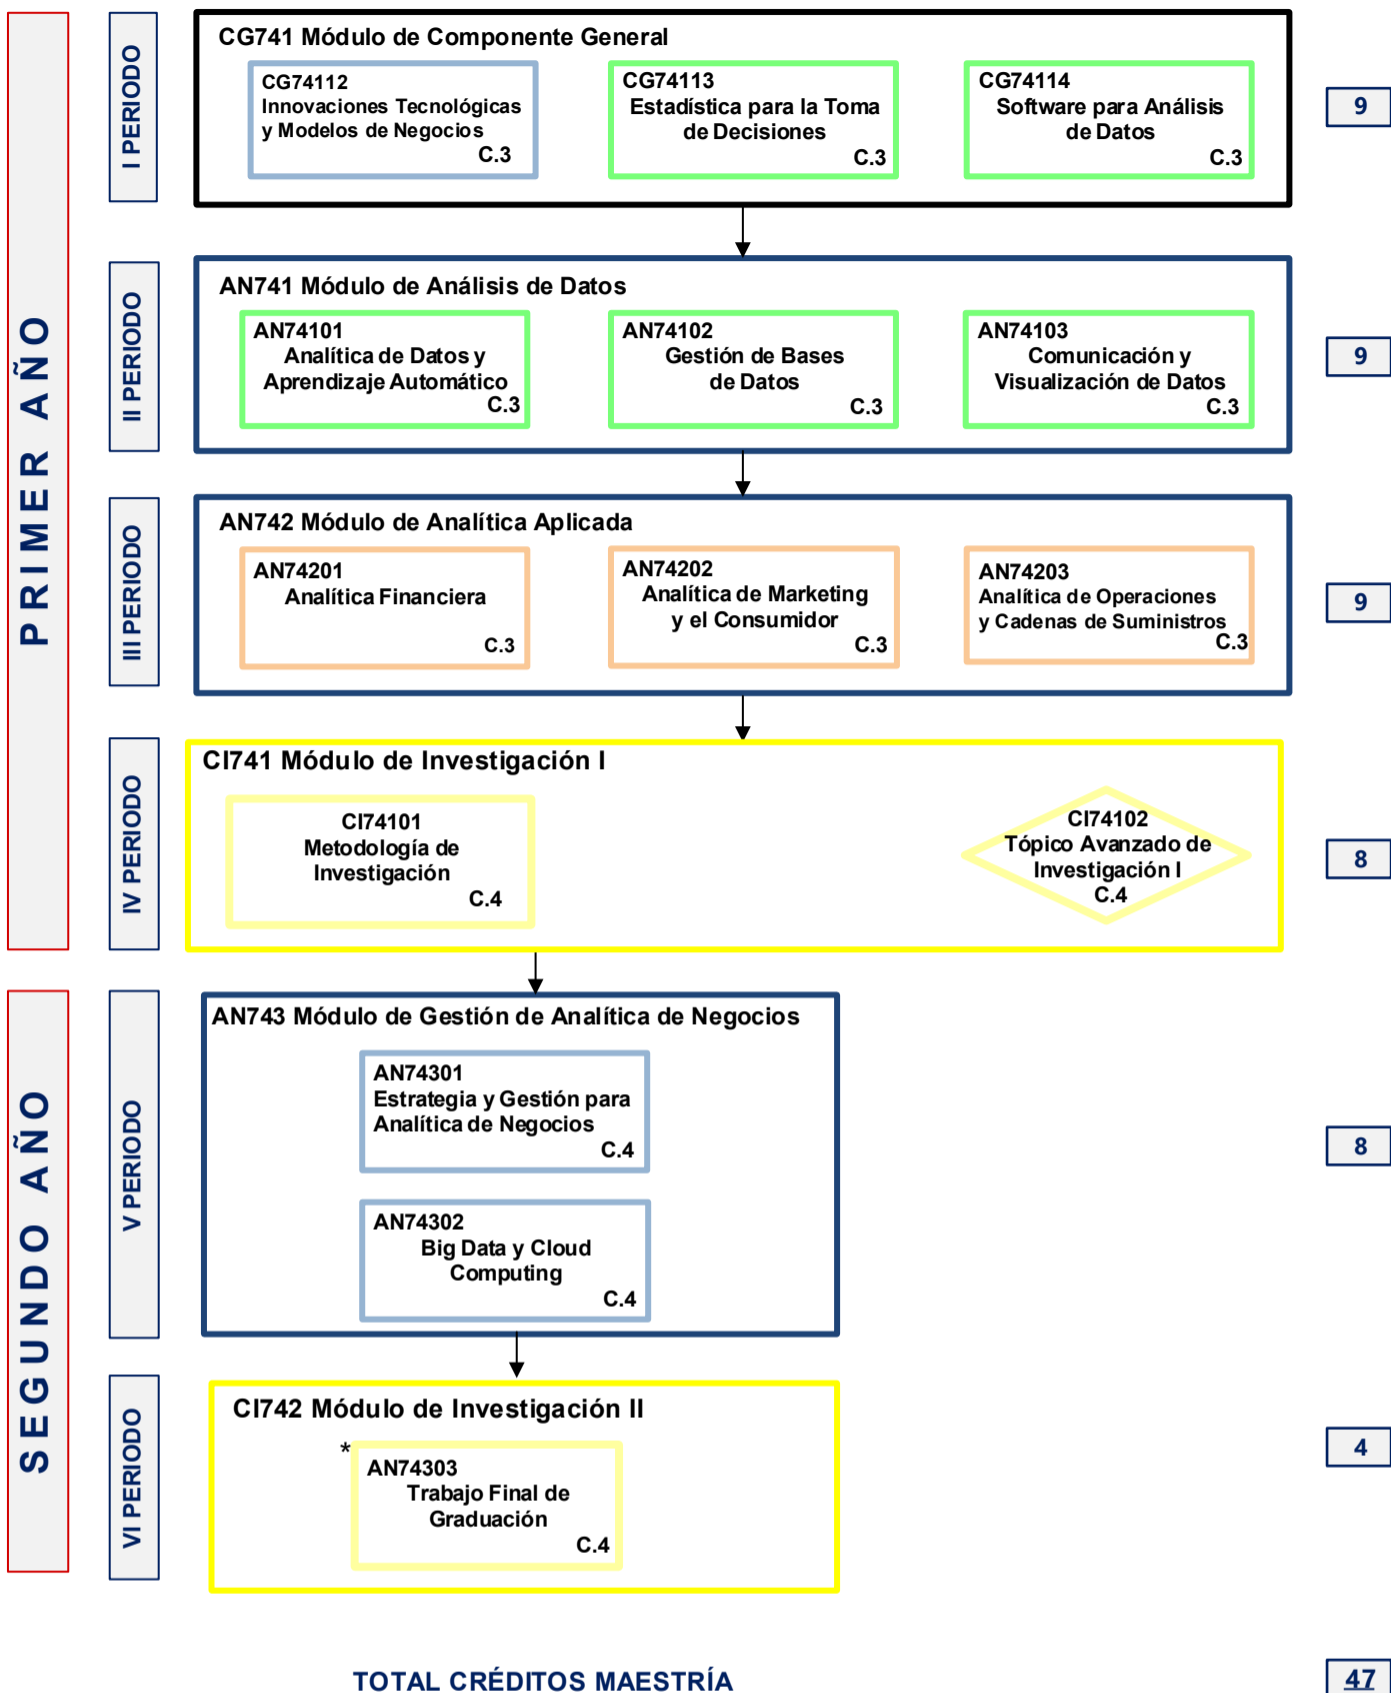 PRIMER AÑO
I PERIODO
CG741 Módulo de Componente General
CG74112
Innovaciones Tecnológicas
y Modelos de Negocios
C.3
CG74113
Estadística para la Toma
de Decisiones
C.3
CG74114
Software para Análisis
de Datos
C.3
9
II PERIODO
AN741 Módulo de Análisis de Datos
AN74101
Analítica de Datos y
Aprendizaje Automático
C.3
AN74102
Gestión de Bases
de Datos
C.3
AN74103
Comunicación y
Visualización de Datos
C.3
9
III PERIODO
AN742 Módulo de Analítica Aplicada
AN74201
Analítica Financiera
C.3
AN74202
Analítica de Marketing
y el Consumidor
C.3
AN74203
Analítica de Operaciones
y Cadenas de Suministros
C.3
9
IV PERIODO
CI741 Módulo de Investigación I
CI74101
Metodología de
Investigación
C.4
CI74102
Tópico Avanzado de
Investigación I
C.4
8
SEGUNDO AÑO
V PERIODO
AN743 Módulo de Gestión de Analítica de Negocios
AN74301
Estrategia y Gestión para
Analítica de Negocios
C.4
AN74302
Big Data y Cloud
Computing
C.4
8
VI PERIODO
CI742 Módulo de Investigación II
*
AN74303
Trabajo Final de
Graduación
C.4
4
TOTAL CRÉDITOS MAESTRÍA
47